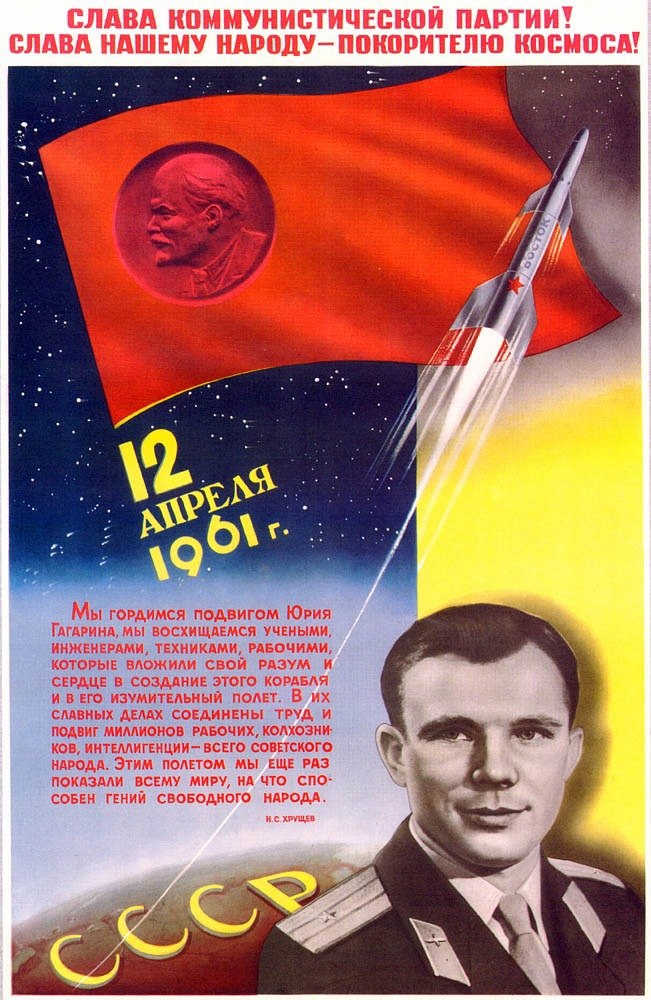 СЛАВА КОММУНИСТИЧЕСКОЙ ПАРТИИ!
СЛАВА НАШЕМУ НАРОДУ—ПОКОРИТЕЛЮ КОСМОСА!
ВОСТОК
12
АПРЕЛЯ
1961 г.
Мы гордимся подвигом Юрия
Гагарина, мы восхищаемся учеными,
инженерами, техниками, рабочими,
которые вложили свой разум и
сердце в создание этого корабля
и в его изумительный полет. В их
славных делах соединены труд и
подвиг миллионов рабочих, колхозни-
ков, интеллигенции—всего советского
народа. Этим полетом мы еще раз
показали всему миру, на что спо-
собен гений свободного народа.
Н.С. ХРУЩЕВ
СССР